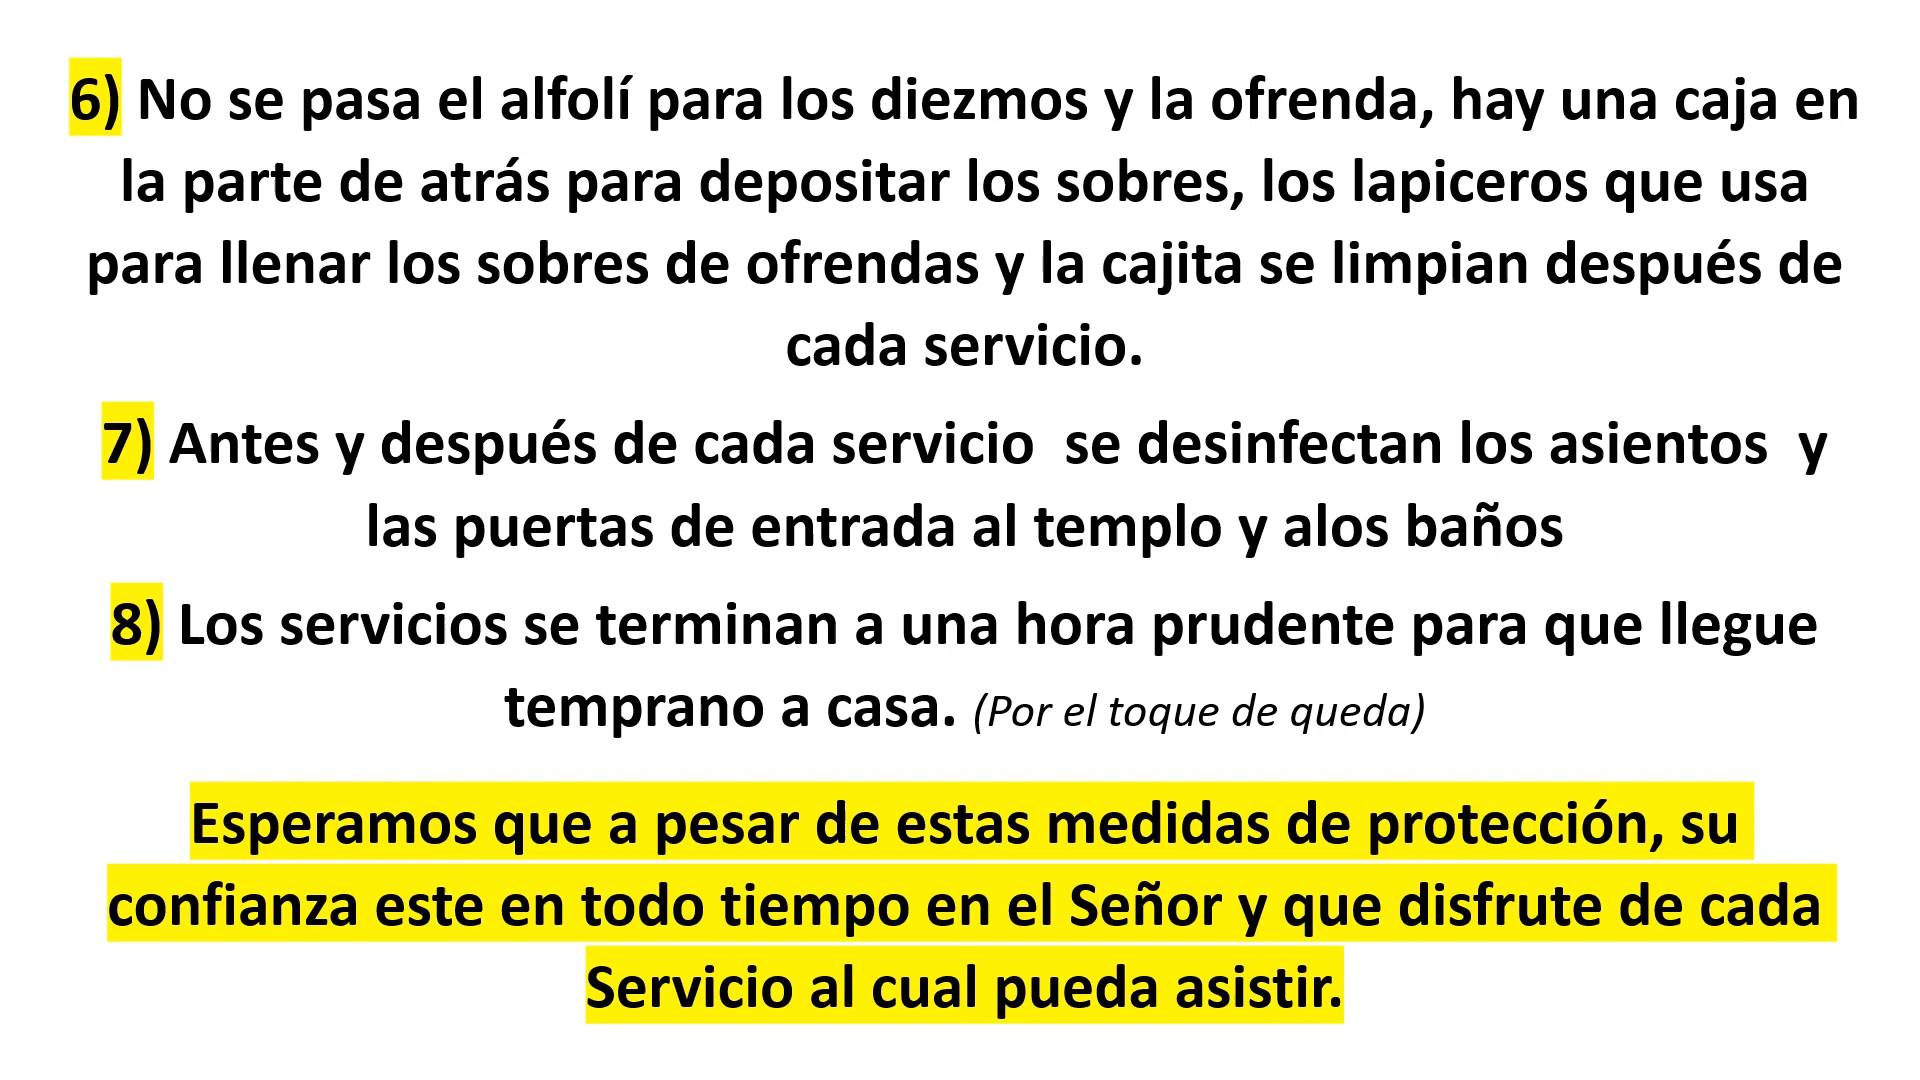 6) No se pasa el alfolí para los diezmos y la ofrenda, hay una caja en
la parte de atrás para depositar los sobres, los lapiceros que usa
para llenar los sobres de ofrendas y la cajita se limpian después de
cada servicio.
7) Antes y después de cada servicio  se desinfectan los asientos  y
las puertas de entrada al templo y alos baños
8) Los servicios se terminan a una hora prudente para que llegue
temprano a casa. (Por el toque de queda)
Esperamos que a pesar de estas medidas de protección, su
confianza este en todo tiempo en el Señor y que disfrute de cada
Servicio al cual pueda asistir.